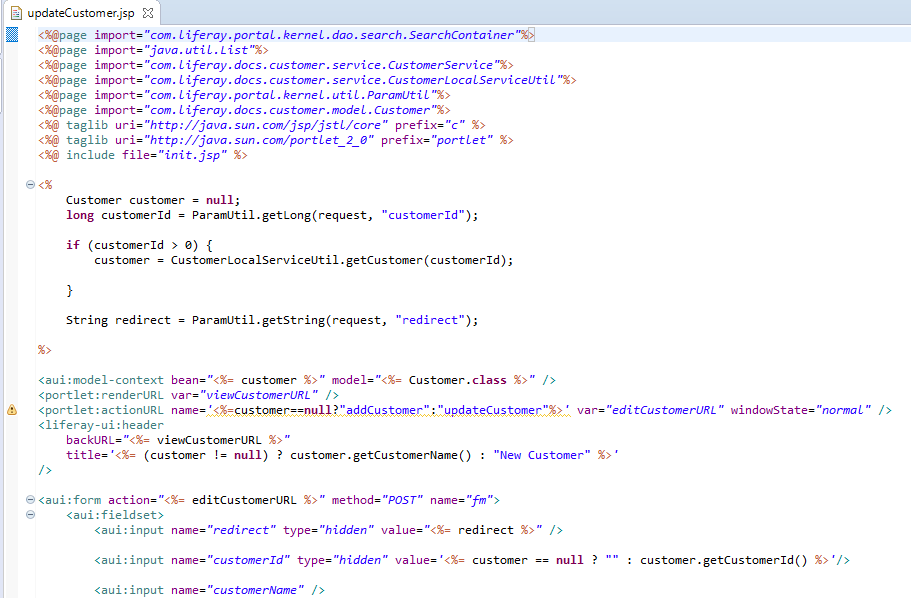 updateCustomer.jsp
<%@page import="com.liferay.portal.kernel.dao.search.SearchContainer"%>
<%@page import="java.util.List"%>
<%@page import="com.liferay.docs.customer.service.CustomerService"%>
<%@page import="com.liferay.docs.customer.service.CustomerLocalServiceUtil"%>
<%@page import="com.liferay.portal.kernel.util.ParamUtil"%>
<%@page import="com.liferay.docs.customer.model.Customer"%>
<%@ taglib uri="http://java.sun.com/jsp/jstl/core" prefix="c" %>
<%@ taglib uri="http://java.sun.com/portlet_2_0" prefix="portlet" %>
<%@ include file="init.jsp" %>
<%
Customer customer = null;
long customerId = ParamUtil.getLong(request, "customerId");
if (customerId > 0) {
customer = CustomerLocalServiceUtil.getCustomer(customerId);
}
String redirect = ParamUtil.getString(request, "redirect");
%>
<aui:model-context bean="<%= customer %>" model="<%= Customer.class %>" />
<portlet:renderURL var="viewCustomerURL" />
<portlet:actionURL name='<%=customer==null?"addCustomer":"updateCustomer"%>' var="editCustomerURL" windowState="normal" />
<liferay-ui:header
backURL="<%= viewCustomerURL %>"
title='<%= (customer != null) ? customer.getCustomerName() : "New Customer" %>'
/>
<aui:form action="<%= editCustomerURL %>" method="POST" name="fm">
<aui:fieldset>
<aui:input name="redirect" type="hidden" value="<%= redirect %>" />
<aui:input name="customerId" type="hidden" value='<%= customer == null ? "" : customer.getCustomerId() %>'/>
<aui:input name="customerName" />